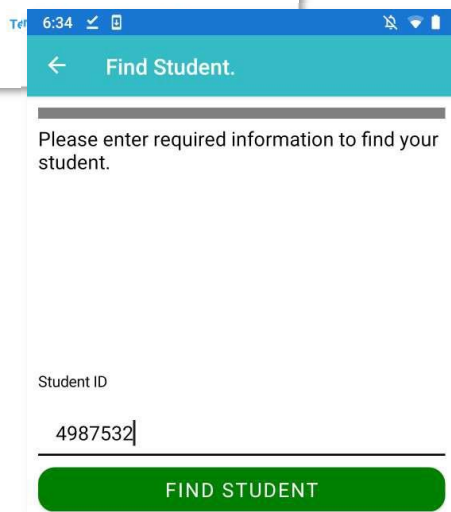 6:34
Find Student.
Please enter required information to find your
student.
Student ID
4987532
FIND STUDENT